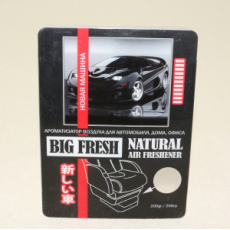 НОВАЯ МАШИНА
АРОМАТИЗАТОР ВОЗДУХА ДЛЯ АВТОМОБИЛЯ, ДОМА, ОФИСА
BIG FRESH
NATURAL
AIR FRESHENER
新しい車